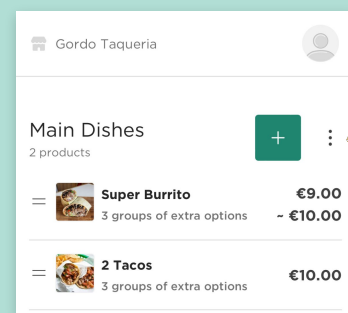 Gordo Taqueria
Main Dishes
2 products
+
Super Burrito
€9.00
3 groups of extra options
~ €10.00
2 Tacos
€10.00
3 groups of extra options